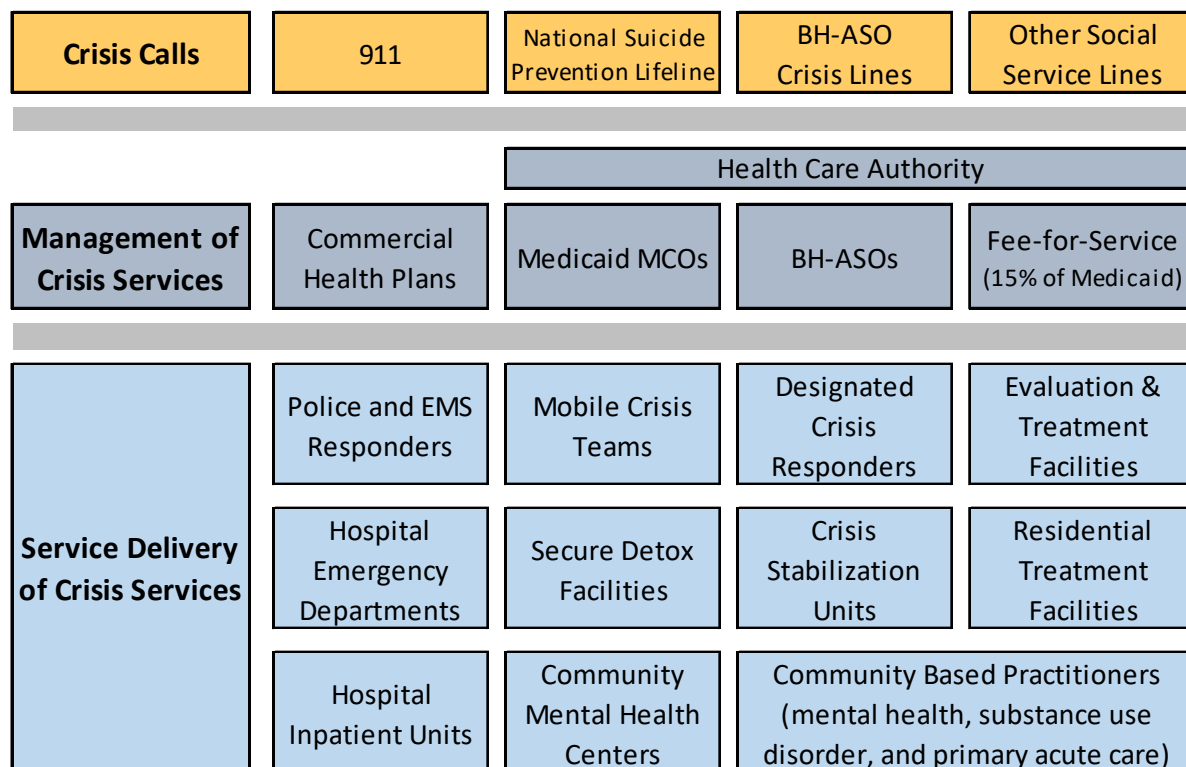 Crisis Calls
911
National Suicide
Prevention Lifeline
BH-ASO
Crisis Lines
Other Social
Service Lines
Health Care Authority
Management of
Crisis Services
Commercial
Health Plans
Medicaid MCOs
BH-ASOs
Fee-for-Service
(15% of Medicaid)
Service Delivery
of Crisis Services
Police and EMS
Responders
Mobile Crisis
Teams
Designated
Crisis
Responders
Evaluation &
Treatment
Facilities
Hospital
Emergency
Departments
Secure Detox
Facilities
Crisis
Stabilization
Units
Residential
Treatment
Facilities
Hospital
Inpatient Units
Community
Mental Health
Centers
Community Based Practitioners
(mental health, substance use
disorder, and primary acute care)